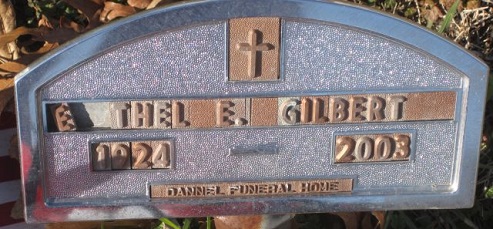 ETHEL E. GILBERT
1924 2003
DANNEL FUNERAL HOME